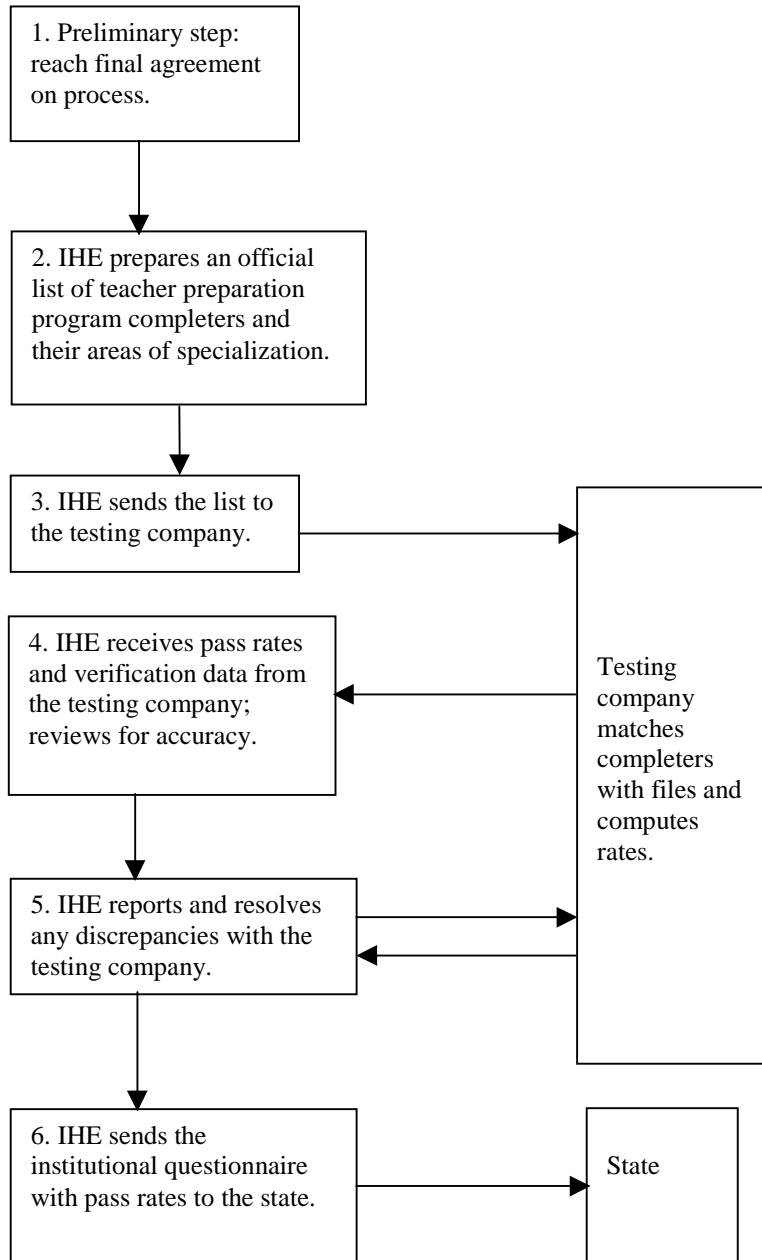 1. Preliminary step:
reach final agreement
on process.
2. IHE prepares an official
list of teacher preparation
program completers and
their areas of specialization.
3. IHE sends the list to
the testing company.
4. IHE receives pass rates
and verification data from
the testing company;
reviews for accuracy.
Testing
company
matches
completers
with files and
computes
rates.
5. IHE reports and resolves
any discrepancies with the
testing company.
6. IHE sends the
institutional questionnaire
with pass rates to the state.
State